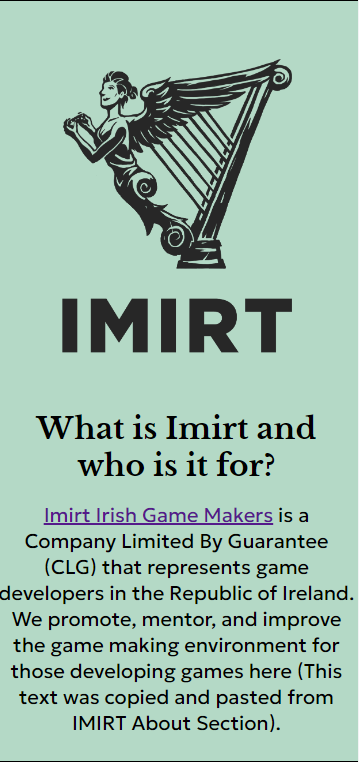 IMIRT
What is Imirt and
who is it for?
Imirt Irish Game Makers is a
Company Limited By Guarantee
(CLG) that represents game
developers in the Republic of Ireland.
We promote, mentor, and improve
the game making environment for
those developing games here (This
text was copied and pasted from
IMIRT About Section).